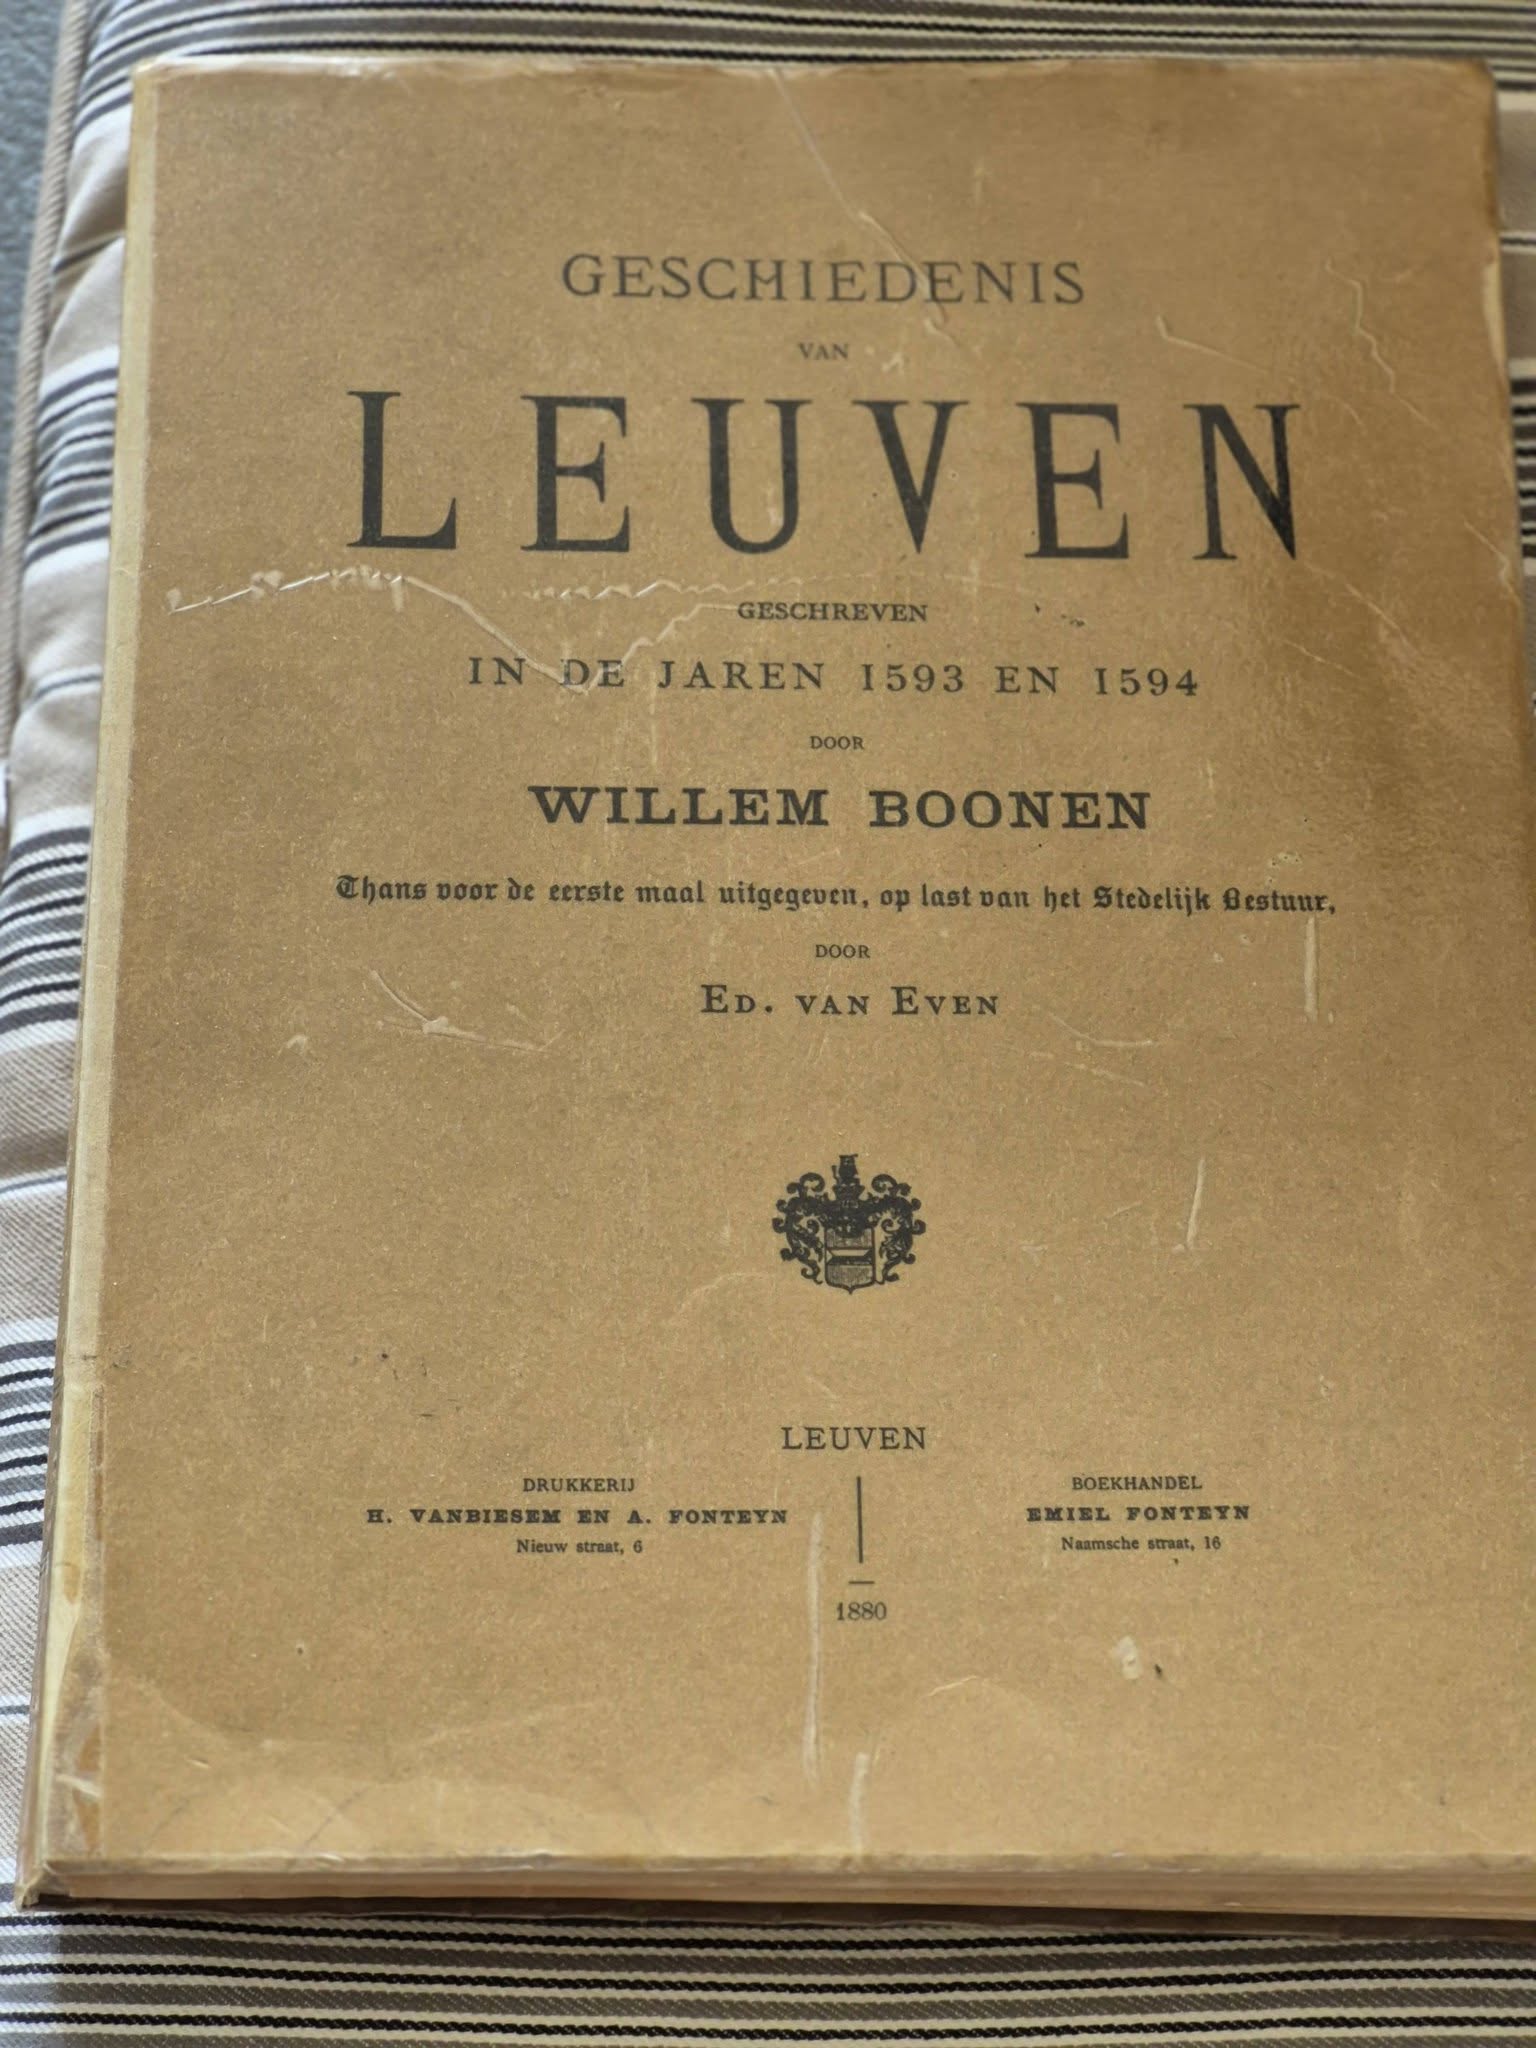 GESCHIEDENIS
VAN
LEUVEN
GESCHREVEN
IN DE JAREN 1593 EN 1594
DOOR
WILLEM BOONEN
Thans voor de eerste maal uitgegeven, op last van het Stedelijk Bestuur,
DOOR
ED. VAN EVEN
LEUVEN
DRUKKERIJ
H. VANBIESEM EN A. FONTEYN
Nieuw straat, 6
BOEKHANDEL
EMIEL FONTEYN
Naamsche straat, 16
1880